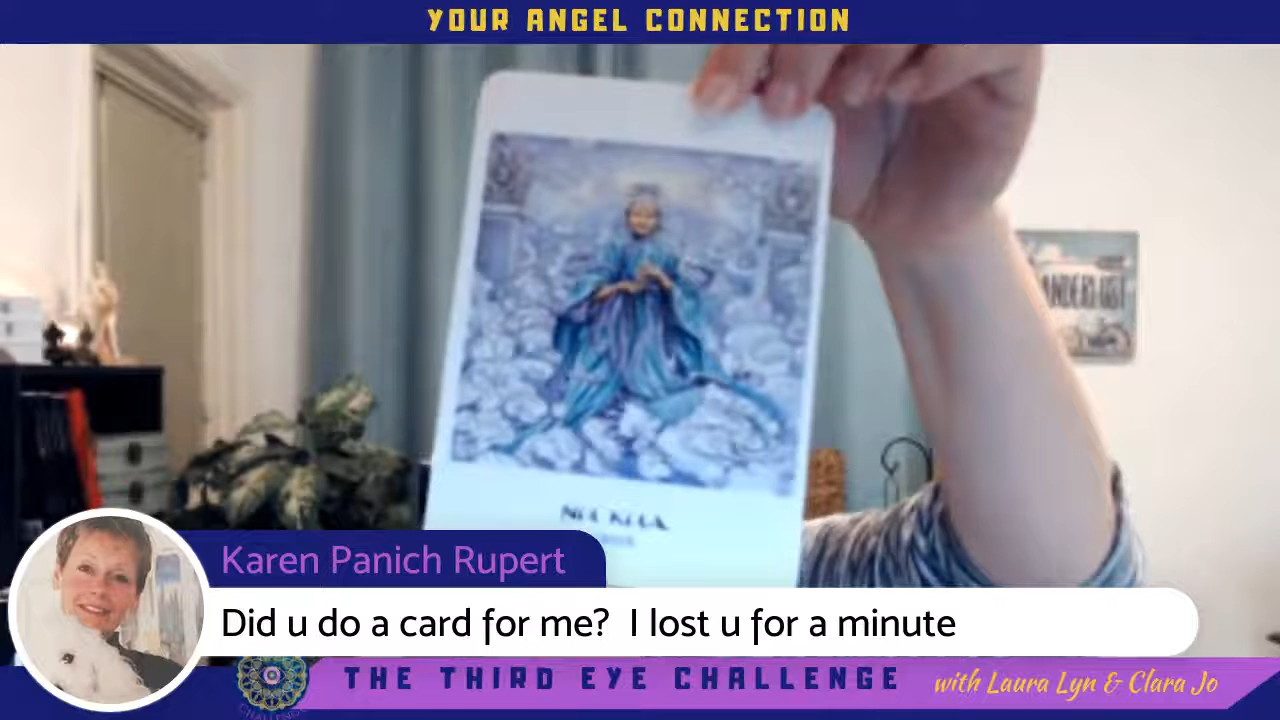 YOUR ANGEL CONNECTION
Karen Panich Rupert
Did u do a card for me? I lost u for a minute
THE THIRD EYE CHALLENGE
with Laura Lyn & Clara Jo